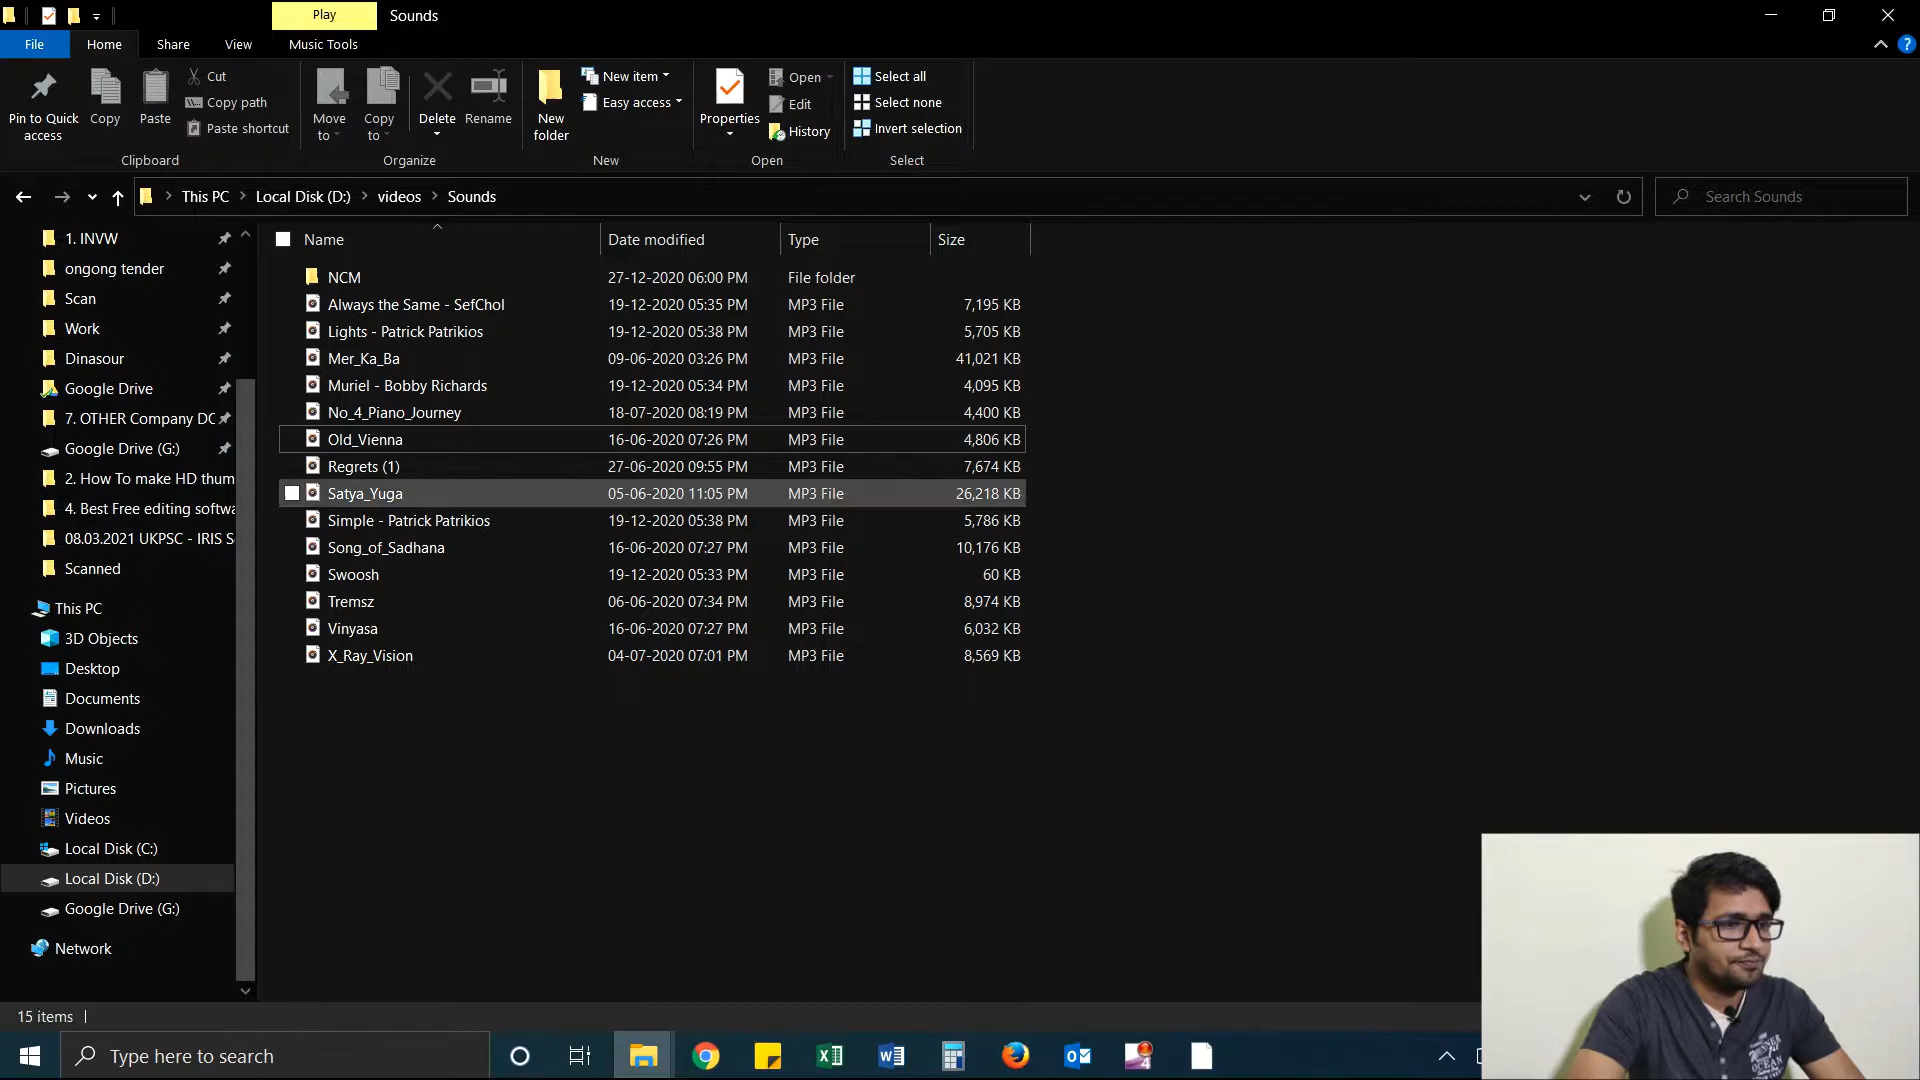 Play
Sounds
File
Home
Share
View
Music Tools
Pin to Quick access
Copy
Paste
Cut
Copy path
Paste shortcut
Move to
Copy to
Delete
Rename
New folder
New item
Easy access
Properties
Open
Edit
History
Select all
Select none
Invert selection
Clipboard
Organize
New
Open
Select
This PC > Local Disk (D:) > videos > Sounds
Search Sounds
1. INVW
ongong tender
Scan
Work
Dinasour
Google Drive
7. OTHER Company DC
Google Drive (G:)
2. How To make HD thum
4. Best Free editing softwa
08.03.2021 UKPSC - IRIS S
Scanned
This PC
3D Objects
Desktop
Documents
Downloads
Music
Pictures
Videos
Local Disk (C:)
Local Disk (D:)
Google Drive (G:)
Network
Name Date modified Type Size
NCM 27-12-2020 06:00 PM File folder
Always the Same - SefChol 19-12-2020 05:35 PM MP3 File 7,195 KB
Lights - Patrick Patrikios 19-12-2020 05:38 PM MP3 File 5,705 KB
Mer_Ka_Ba 09-06-2020 03:26 PM MP3 File 41,021 KB
Muriel - Bobby Richards 19-12-2020 05:34 PM MP3 File 4,095 KB
No_4_Piano_Journey 18-07-2020 08:19 PM MP3 File 4,400 KB
Old_Vienna 16-06-2020 07:26 PM MP3 File 4,806 KB
Regrets (1) 27-06-2020 09:55 PM MP3 File 7,674 KB
Satya_Yuga 05-06-2020 11:05 PM MP3 File 26,218 KB
Simple - Patrick Patrikios 19-12-2020 05:38 PM MP3 File 5,786 KB
Song_of_Sadhana 16-06-2020 07:27 PM MP3 File 10,176 KB
Swoosh 19-12-2020 05:33 PM MP3 File 60 KB
Tremsz 06-06-2020 07:34 PM MP3 File 8,974 KB
Vinyasa 16-06-2020 07:27 PM MP3 File 6,032 KB
X_Ray_Vision 04-07-2020 07:01 PM MP3 File 8,569 KB
15 items
Type here to search